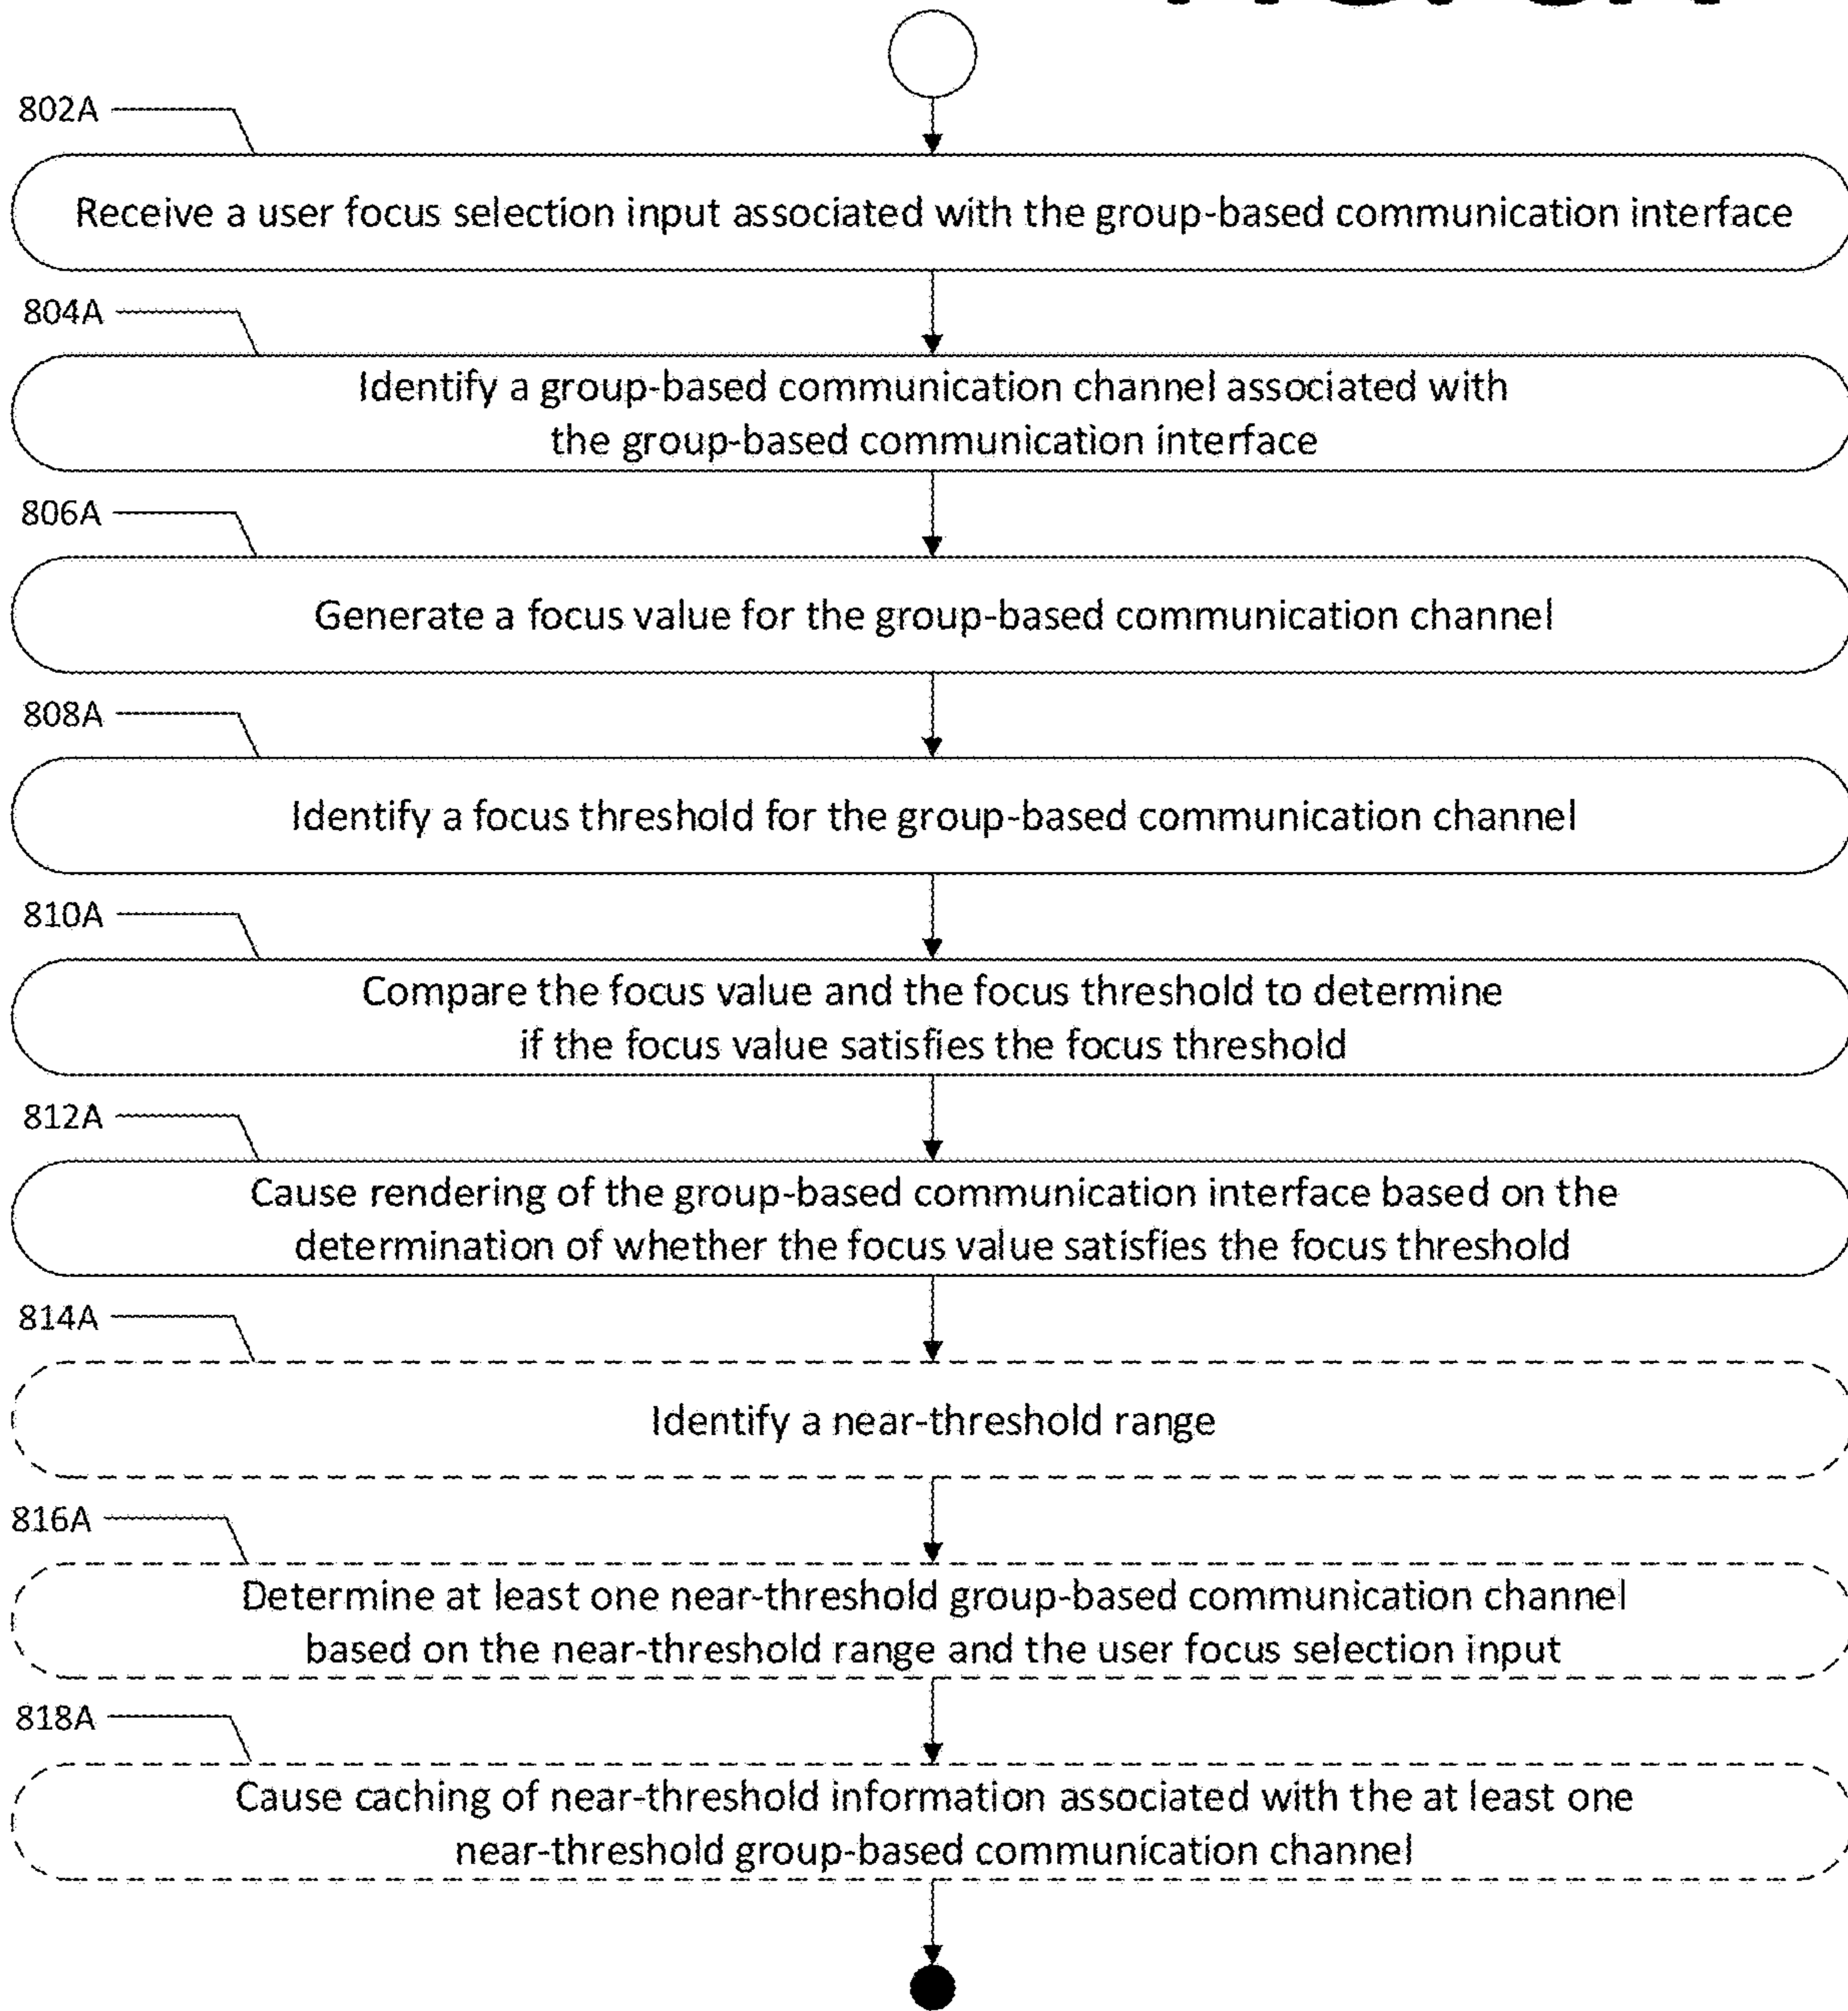 802A
Receive a user focus selection input associated with the group-based communication interface
804A
Identify a group-based communication channel associated with
the group-based communication interface
806A
Generate a focus value for the group-based communication channel
808A
Identify a focus threshold for the group-based communication channel
810A
Compare the focus value and the focus threshold to determine
if the focus value satisfies the focus threshold
812A
Cause rendering of the group-based communication interface based on the
determination of whether the focus value satisfies the focus threshold
814A
Identify a near-threshold range
816A
Determine at least one near-threshold group-based communication channel
based on the near-threshold range and the user focus selection input
818A
Cause caching of near-threshold information associated with the at least one
near-threshold group-based communication channel